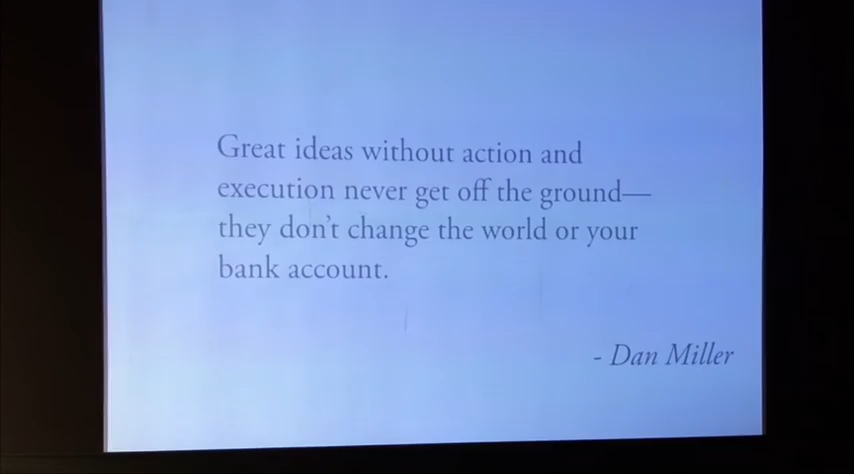 Great ideas without action and
execution never get off the ground—
they don't change the world or your
bank account.
- Dan Miller